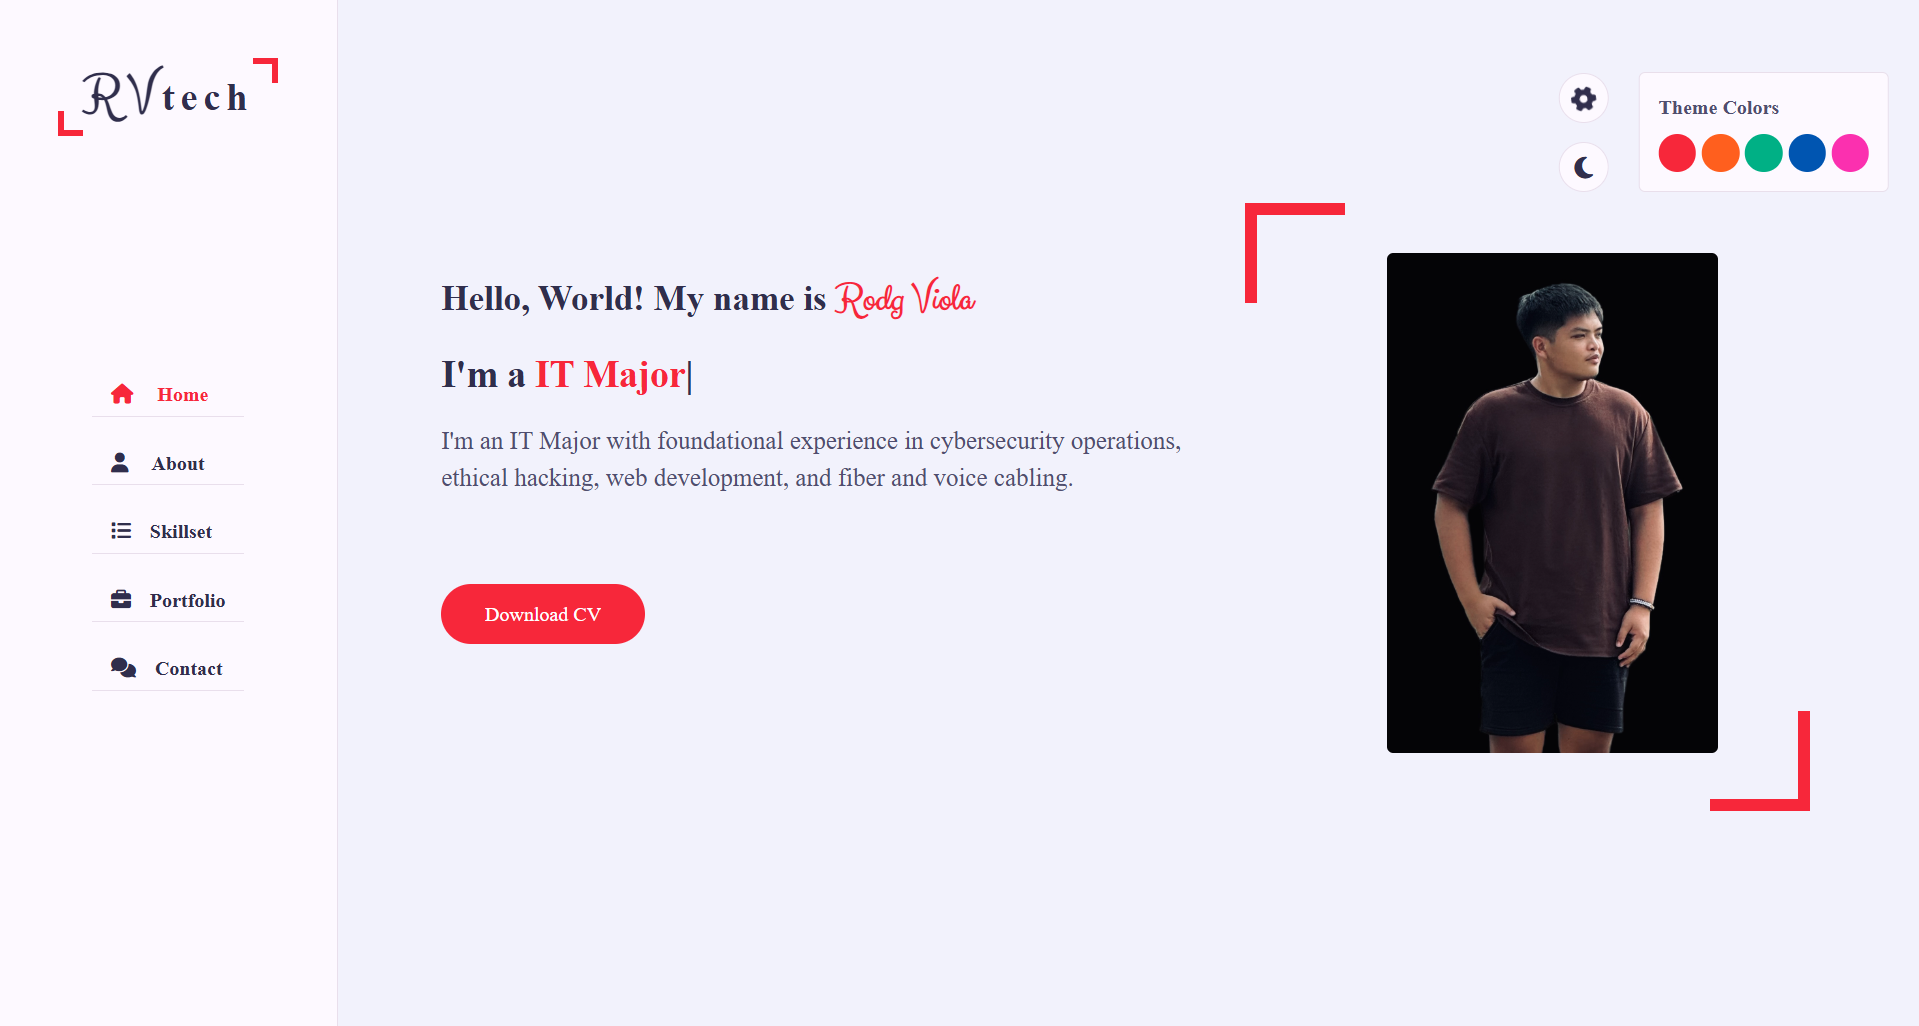 RVtech
Home
About
Skillset
Portfolio
Contact
Theme Colors
Hello, World! My name is Rodg Viola
I'm a IT Major|
I'm an IT Major with foundational experience in cybersecurity operations,
ethical hacking, web development, and fiber and voice cabling.
Download CV